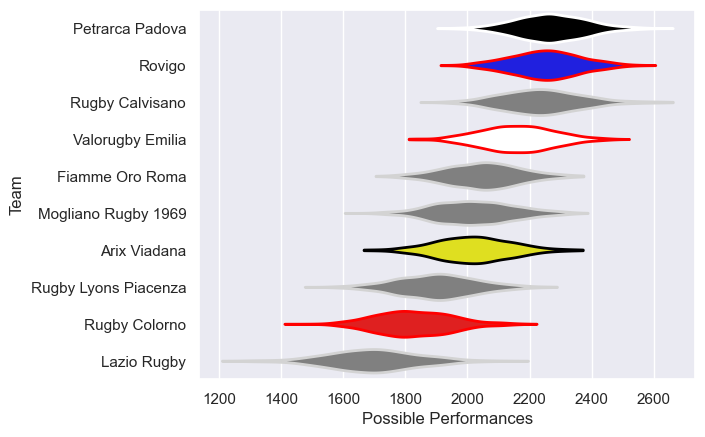 Petrarca Padova
Rovigo
Rugby Calvisano
Valorugby Emilia
Fiamme Oro Roma
Mogliano Rugby 1969
Arix Viadana
Rugby Lyons Piacenza
Rugby Colorno
Lazio Rugby
Team
1200 1400 1600 1800 2000 2200 2400 2600
Possible Performances